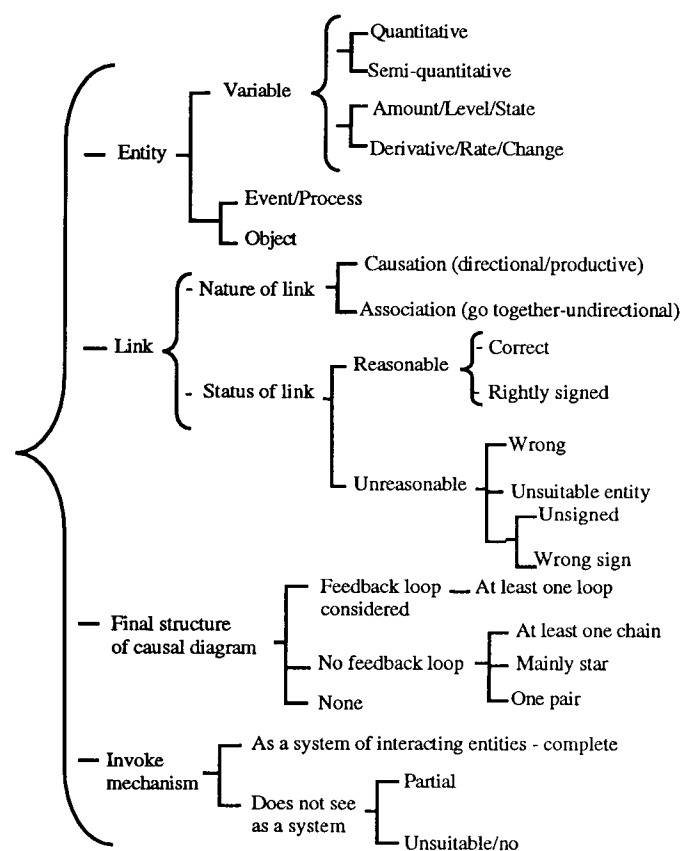 Quantitative
Semi-quantitative
Variable
Amount/Level/State
Derivative/Rate/Change
Entity
Event/Process
Object
Causation (directional/productive)
Nature of link
Association (go together-undirectional)
Link
Reasonable
Correct
Status of link
Rightly signed
Wrong
Unreasonable
Unsuitable entity
Unsigned
Wrong sign
Feedback loop
considered
At least one loop
Final structure
of causal diagram
At least one chain
No feedback loop
Mainly star
None
One pair
As a system of interacting entities - complete
Invoke
mechanism
Partial
Does not see
as a system
Unsuitable/no